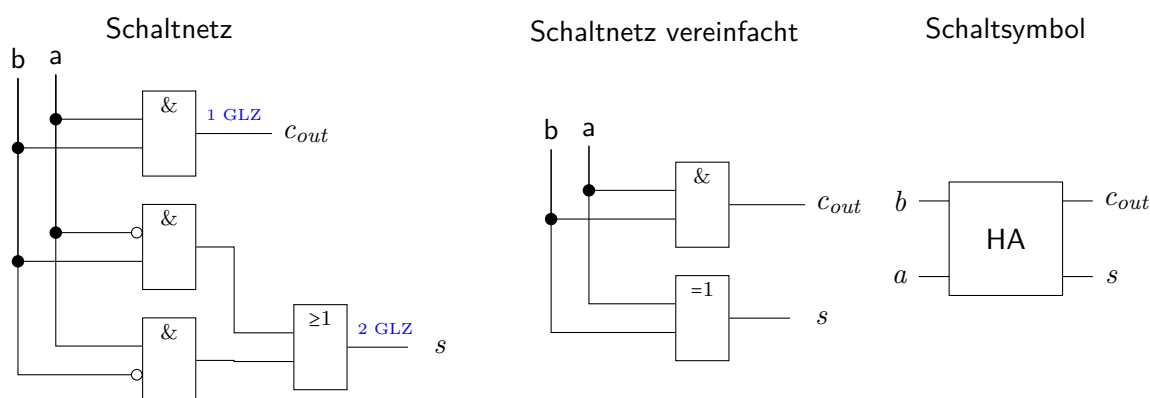 Schaltnetz
b a
&
1 GLZ
c_out
&
&
≥1
2 GLZ
s
Schaltnetz vereinfacht
b a
&
c_out
=1
s
Schaltsymbol
b
a
HA
c_out
s